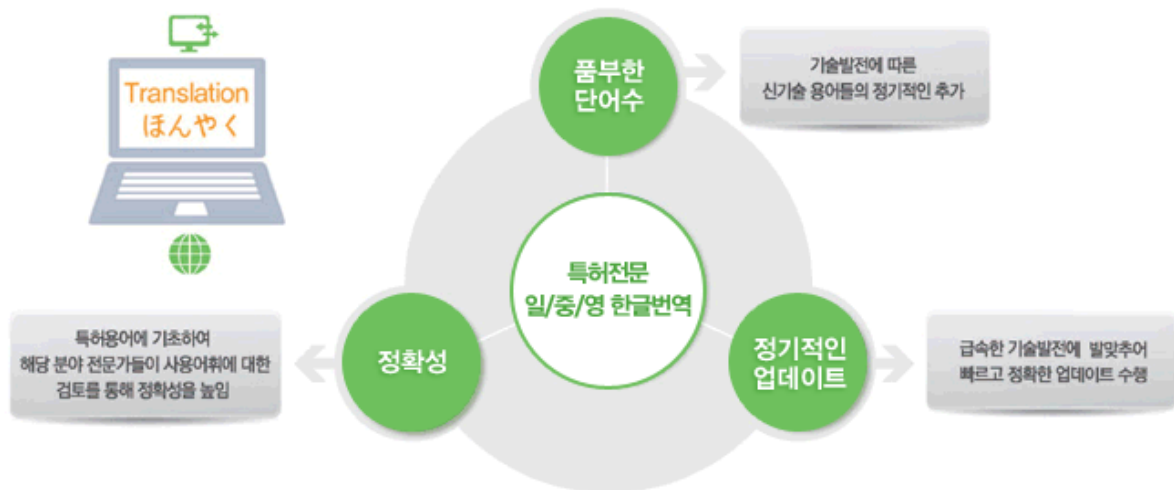 Translation
ほんやく
품부한
단어수
기술발전에 따른
신기술 용어들의 정기적인 추가
특허전문
일/중/영 한글번역
정확성
특허용어에 기초하여
해당 분야 전문가들이 사용어휘에 대한
검토를 통해 정확성을 높임
정기적인
업데이트
급속한 기술발전에 발맞추어
빠르고 정확한 업데이트 수행